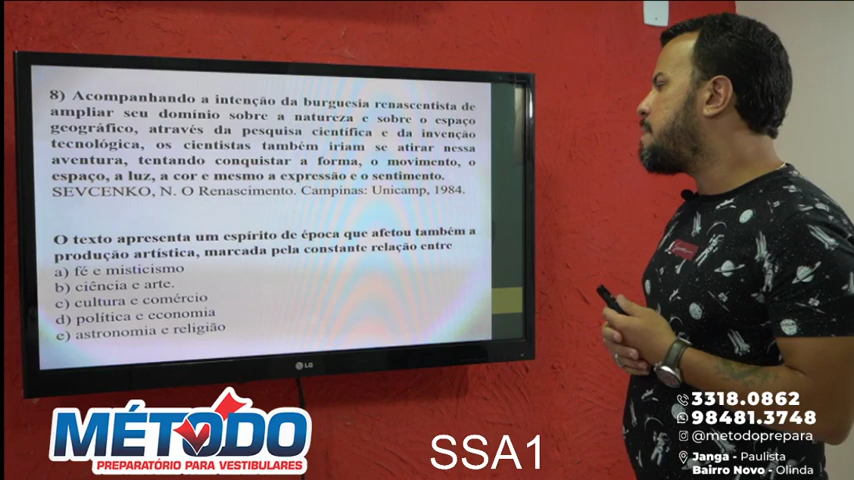 8) Acompanhando a intenção da burguesia renascentista de
ampliar seu domínio sobre a natureza e sobre o espaço
geográfico, através da pesquisa científica e da invenção
tecnológica, os cientistas também iriam se atirar nessa
aventura, tentando conquistar a forma, o movimento, o
espaço, a luz, a cor e mesmo a expressão e o sentimento.
SEVCENKO, N. O Renascimento. Campinas: Unicamp, 1984.
O texto apresenta um espírito de época que afetou também a
produção artística, marcada pela constante relação entre
a) fé e misticismo
b) ciência e arte.
c) cultura e comércio
d) política e economia
e) astronomia e religião
LG
MÉTODO
PREPARATÓRIO PARA VESTIBULARES
SSA1
3318.0862
98481.3748
@metodoprepara
Janga - Paulista
Bairro Novo - Olinda